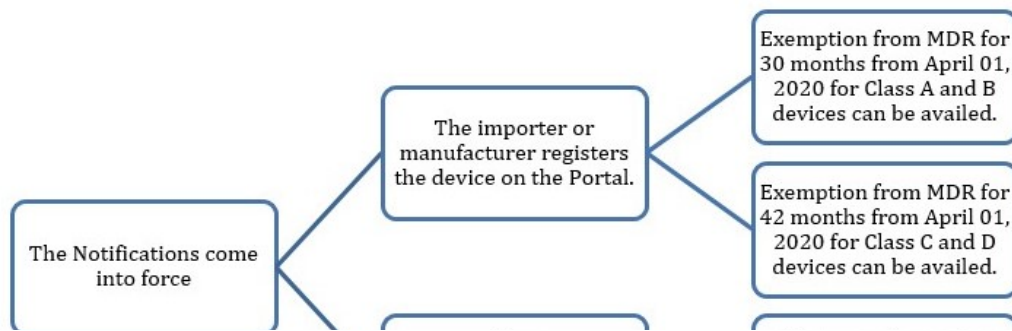 Exemption from MDR for
30 months from April 01,
2020 for Class A and B
devices can be availed.
The importer or
manufacturer registers
the device on the Portal.
Exemption from MDR for
42 months from April 01,
2020 for Class C and D
devices can be availed.
The Notifications come
into force